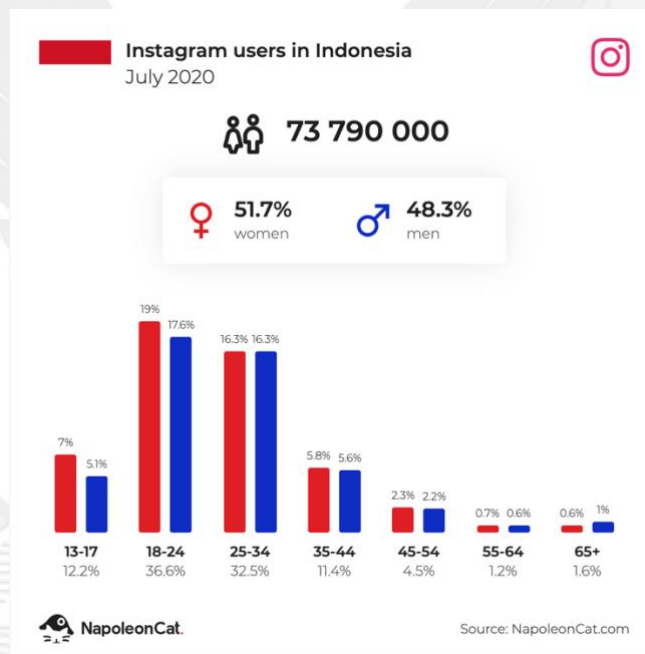 Instagram users in Indonesia
July 2020
73 790 000
51.7%
women
48.3%
men
19%
17.6%
16.3% 16.3%
7%
5.1%
5.8% 5.6%
2.3% 2.2%
0.7% 0.6%
0.6% 1%
13-17 18-24 25-34 35-44 45-54 55-64 65+
12.2% 36.6% 32.5% 11.4% 4.5% 1.2% 1.6%
NapoleonCat.
Source: NapoleonCat.com